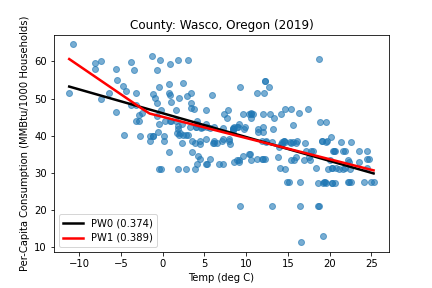 County: Wasco, Oregon (2019)
Per-Capita Consumption (MMBtu/1000 Households)
60
50
40
30
20
10
PW0 (0.374)
PW1 (0.389)
−10
−5
0
5
10
15
20
25
Temp (deg C)